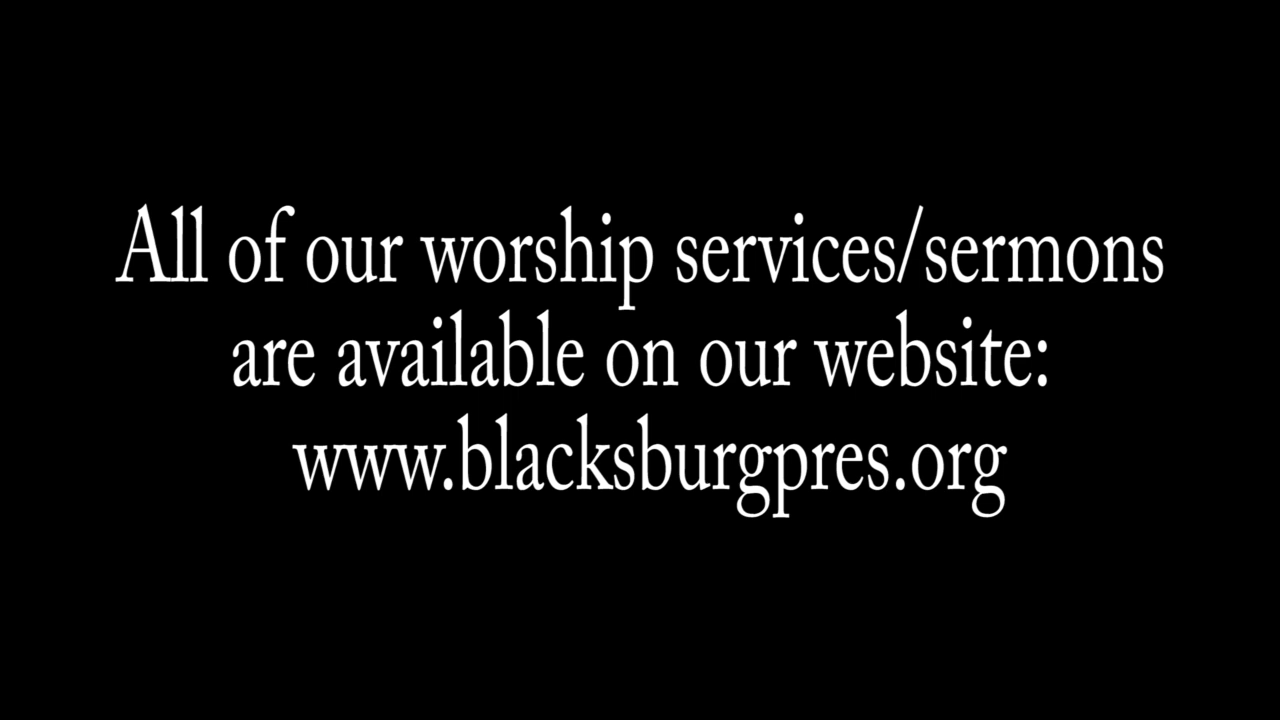 All of our worship services/sermons
are available on our website:
www.blacksburgpres.org